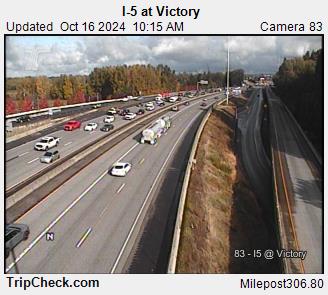 I-5 at Victory
Updated Oct 16 2024 10:15 AM Camera 83
N
83 - I5 @ Victory
TripCheck.com Milepost306.80